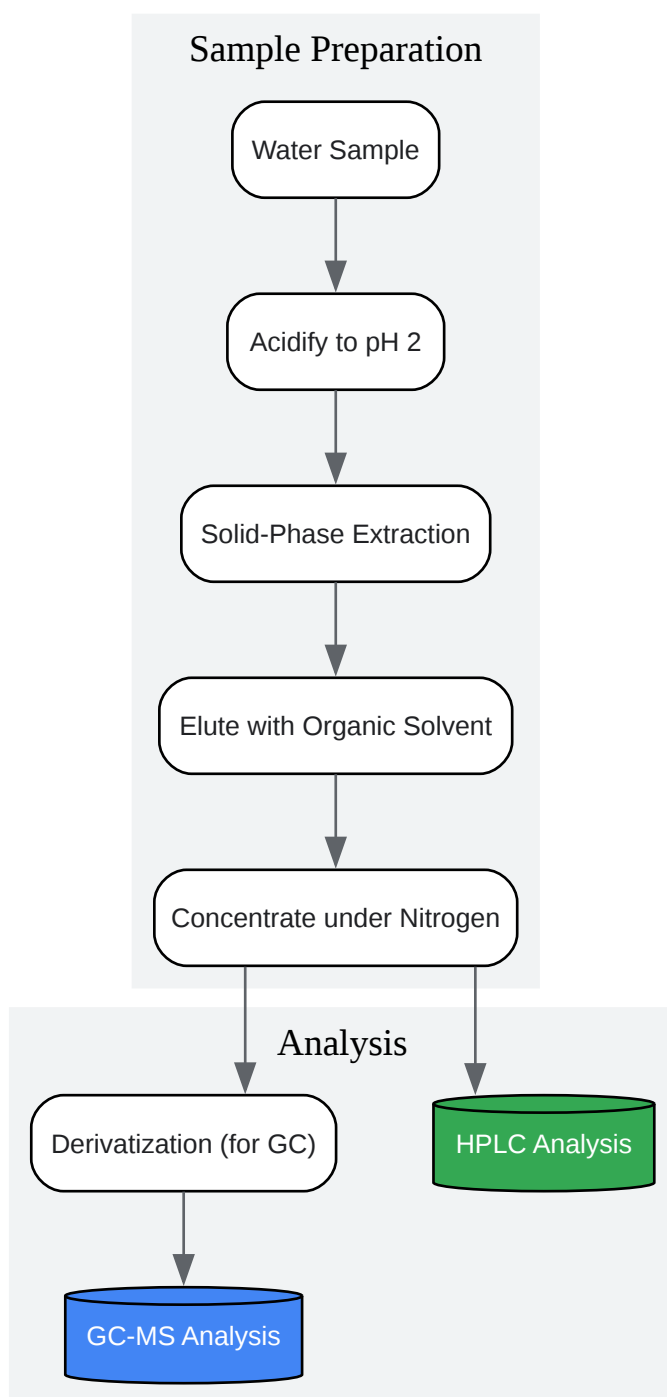 Sample Preparation
Water Sample
Acidify to pH 2
Solid-Phase Extraction
Elute with Organic Solvent
Concentrate under Nitrogen
Analysis
Derivatization (for GC)
HPLC Analysis
GC-MS Analysis